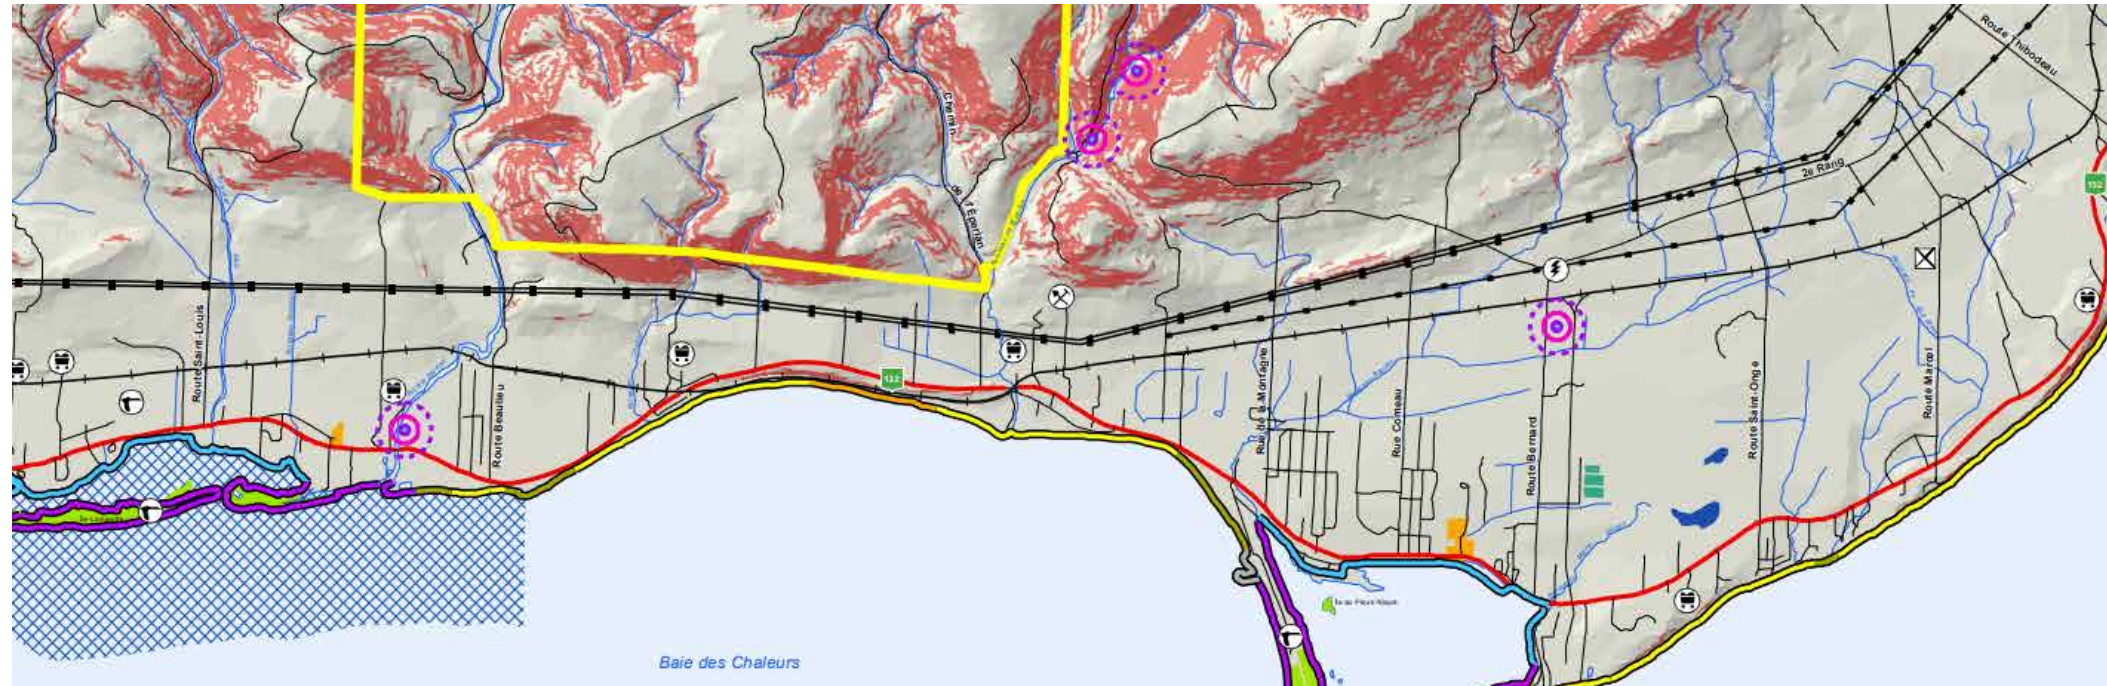 Route Thibodeau
Chemin
de l'Éperlan
2e Rang
132
Route Saint-Louis
132
Route Beaulieu
Rue de la Montagne
Rue Comeau
Route Bernard
Route Saint-Onge
Route Marcel
Baie des Chaleurs